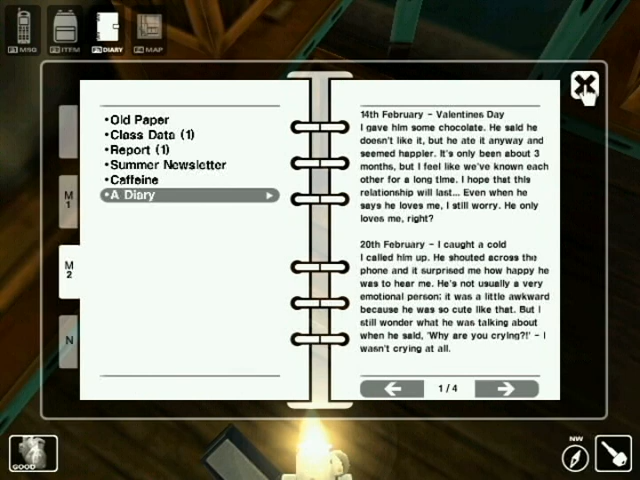 MSG
ITEM
DIARY
MAP
M
1
M
2
N
•Old Paper
•Class Data (1)
•Report (1)
•Summer Newsletter
•Caffeine
•A Diary
14th February - Valentines Day
I gave him some chocolate. He said he
doesn't like it, but he ate it anyway and
seemed happier. It's only been about 3
months, but I feel like we've known each
other for a long time. I hope that this
relationship will last... Even when he
says he loves me, I still worry. He only
loves me, right?
20th February - I caught a cold
I called him up. He shouted across the
phone and it surprised me how happy he
was to hear me. He's not usually a very
emotional person; it was a little awkward
because he was so cute like that. But I
still wonder what he was talking about
when he said, 'Why are you crying?!' - I
wasn't crying at all.
1 / 4
GOOD
NW